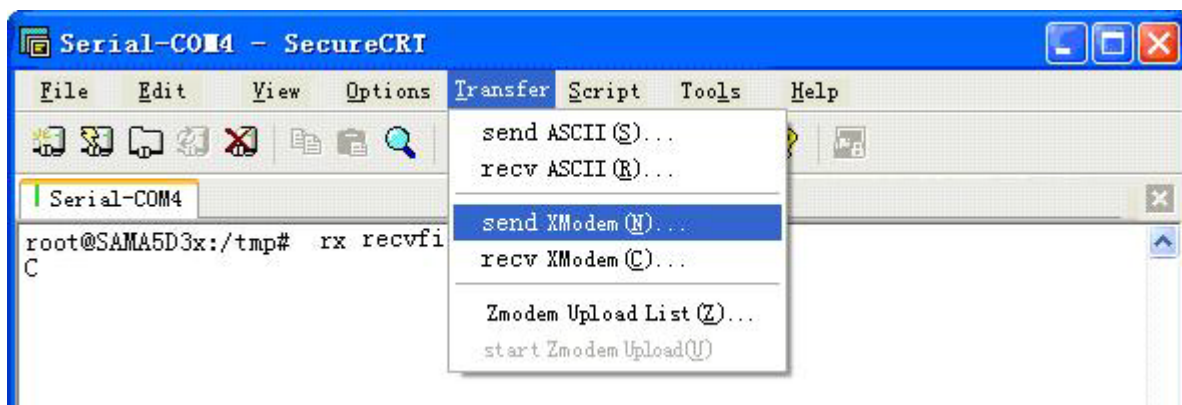 Serial-COM4 - SecureCRT
File Edit View Options Transfer Script Tools Help
send ASCII(S)...
recv ASCII(R)...
Serial-COM4
send XModem(N)...
root@SAMA5D3x:/tmp# rx recvfi
recv XModem(C)...
C
Zmodem Upload List(Z)...
start Zmodem Upload(U)